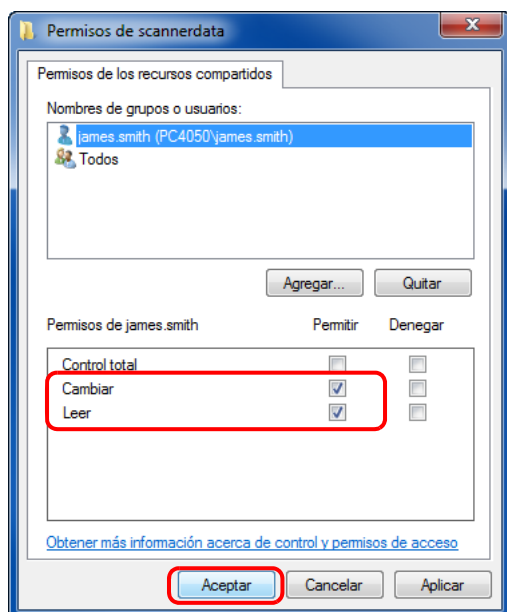 Permisos de scannerdata
Permisos de los recursos compartidos
Nombres de grupos o usuarios:
james.smith (PC4050\james.smith)
Todos
Agregar... Quitar
Permisos de james.smith Permitir Denegar
Control total
Cambiar
Leer
Obtener más información acerca de control y permisos de acceso
Aceptar Cancelar Aplicar